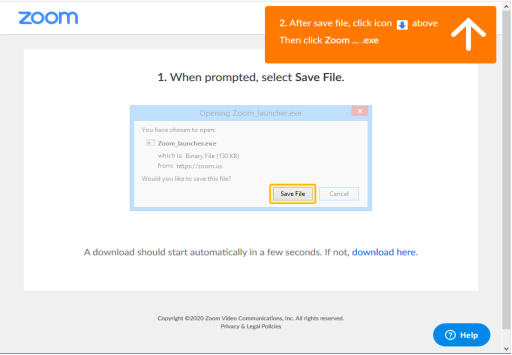 zoom
2. After save file, click icon above
Then click Zoom ... .exe
1. When prompted, select Save File.
Opening Zoom_launcher.exe
You have chosen to open:
Zoom_launcher.exe
which is: Binary File (130 KB)
from: https://zoom.us
Would you like to save this file?
Save File
Cancel
A download should start automatically in a few seconds. If not, download here.
Copyright ©2020 Zoom Video Communications, Inc. All rights reserved.
Privacy & Legal Policies
Help